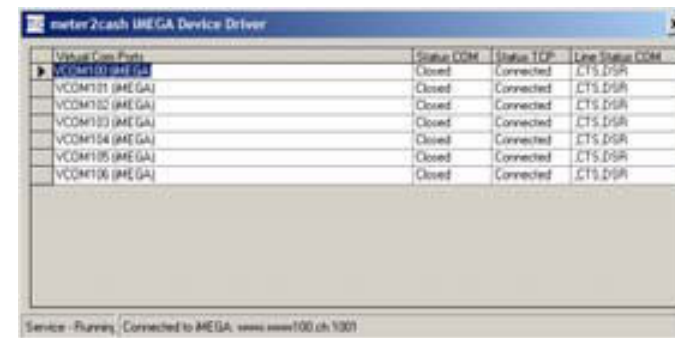 meter2cash iMEGA Device Driver
Virtual Com Ports Status COM Status TCP Line Status COM
VCOM100 (iMEGA) Closed Connected ,CTS,DSR
VCOM101 (iMEGA) Closed Connected ,CTS,DSR
VCOM102 (iMEGA) Closed Connected ,CTS,DSR
VCOM103 (iMEGA) Closed Connected ,CTS,DSR
VCOM104 (iMEGA) Closed Connected ,CTS,DSR
VCOM105 (iMEGA) Closed Connected ,CTS,DSR
VCOM106 (iMEGA) Closed Connected ,CTS,DSR
Service - Running Connected to iMEGA: